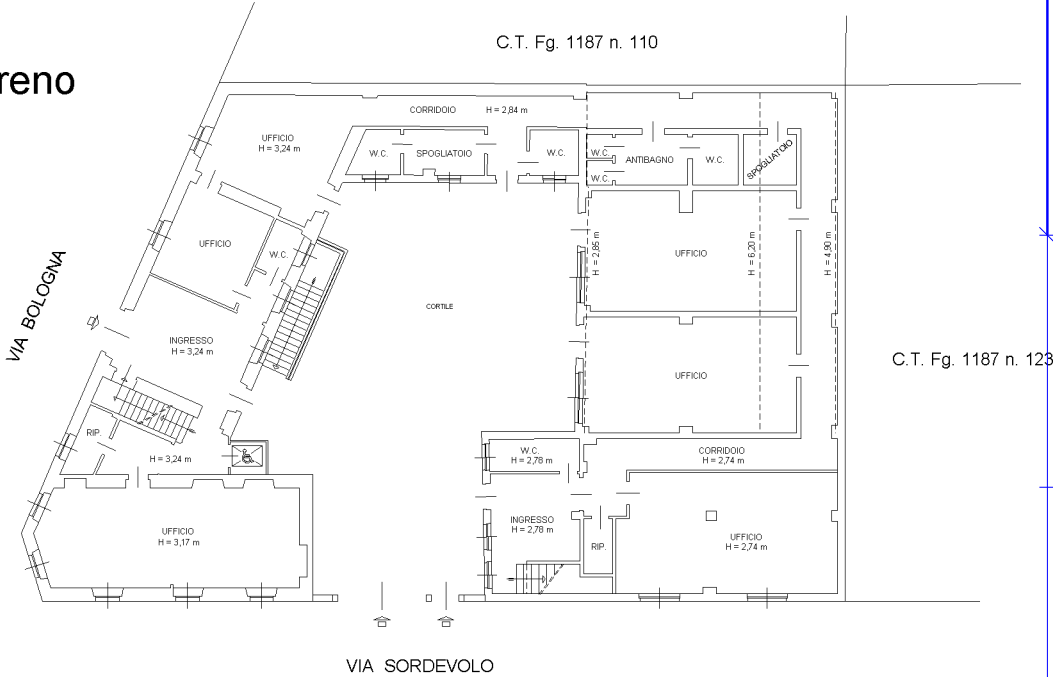 C.T. Fg. 1187 n. 110
reno
CORRIDOIO H = 2,84 m
UFFICIO
H = 3,24 m
W.C.
SPOGLIATOIO
W.C.
W.C.
W.C.
ANTIBAGNO
W.C.
SPOGLIATOIO
UFFICIO
W.C.
H = 2,85 m
UFFICIO
H = 6,20 m
H = 4,90 m
VIA BOLOGNA
CORTILE
INGRESSO
H = 3,24 m
C.T. Fg. 1187 n. 123
UFFICIO
RIP.
H = 3,24 m
W.C.
H = 2,78 m
CORRIDOIO
H = 2,74 m
UFFICIO
H = 3,17 m
INGRESSO
H = 2,78 m
RIP.
UFFICIO
H = 2,74 m
VIA SORDEVOLO